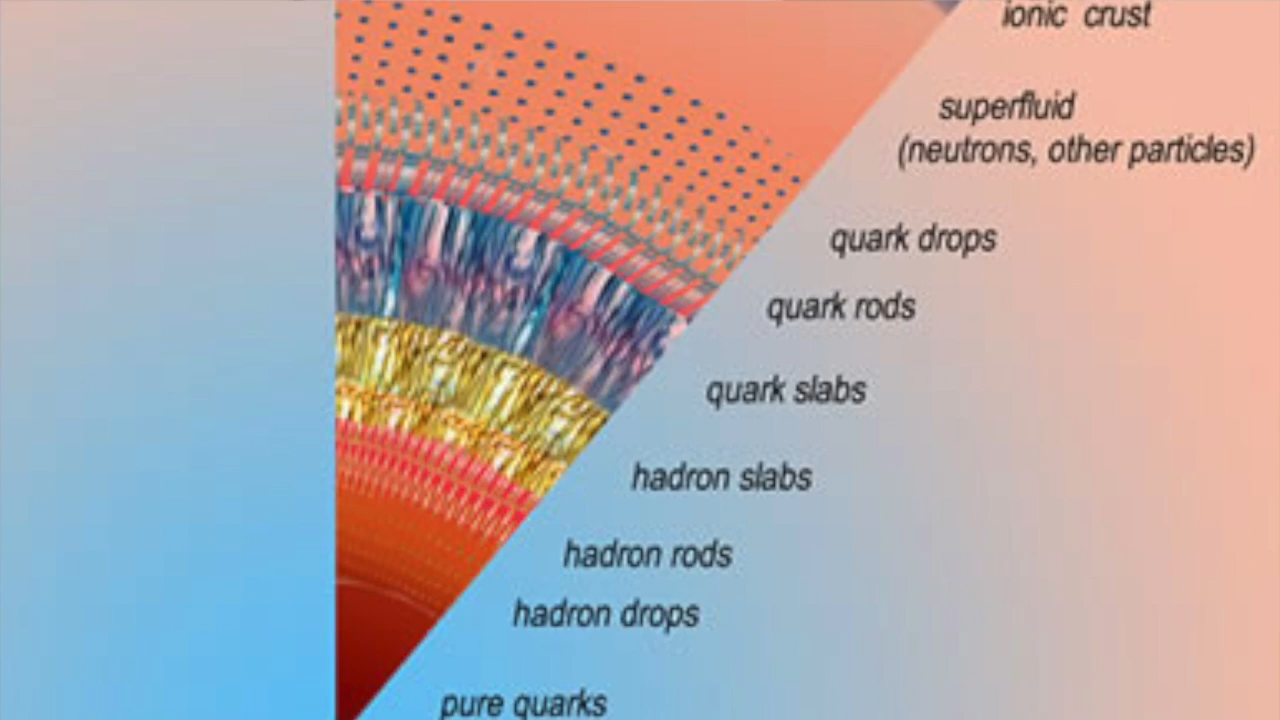 ionic crust
superfluid
(neutrons, other particles)
quark drops
quark rods
quark slabs
hadron slabs
hadron rods
hadron drops
pure quarks